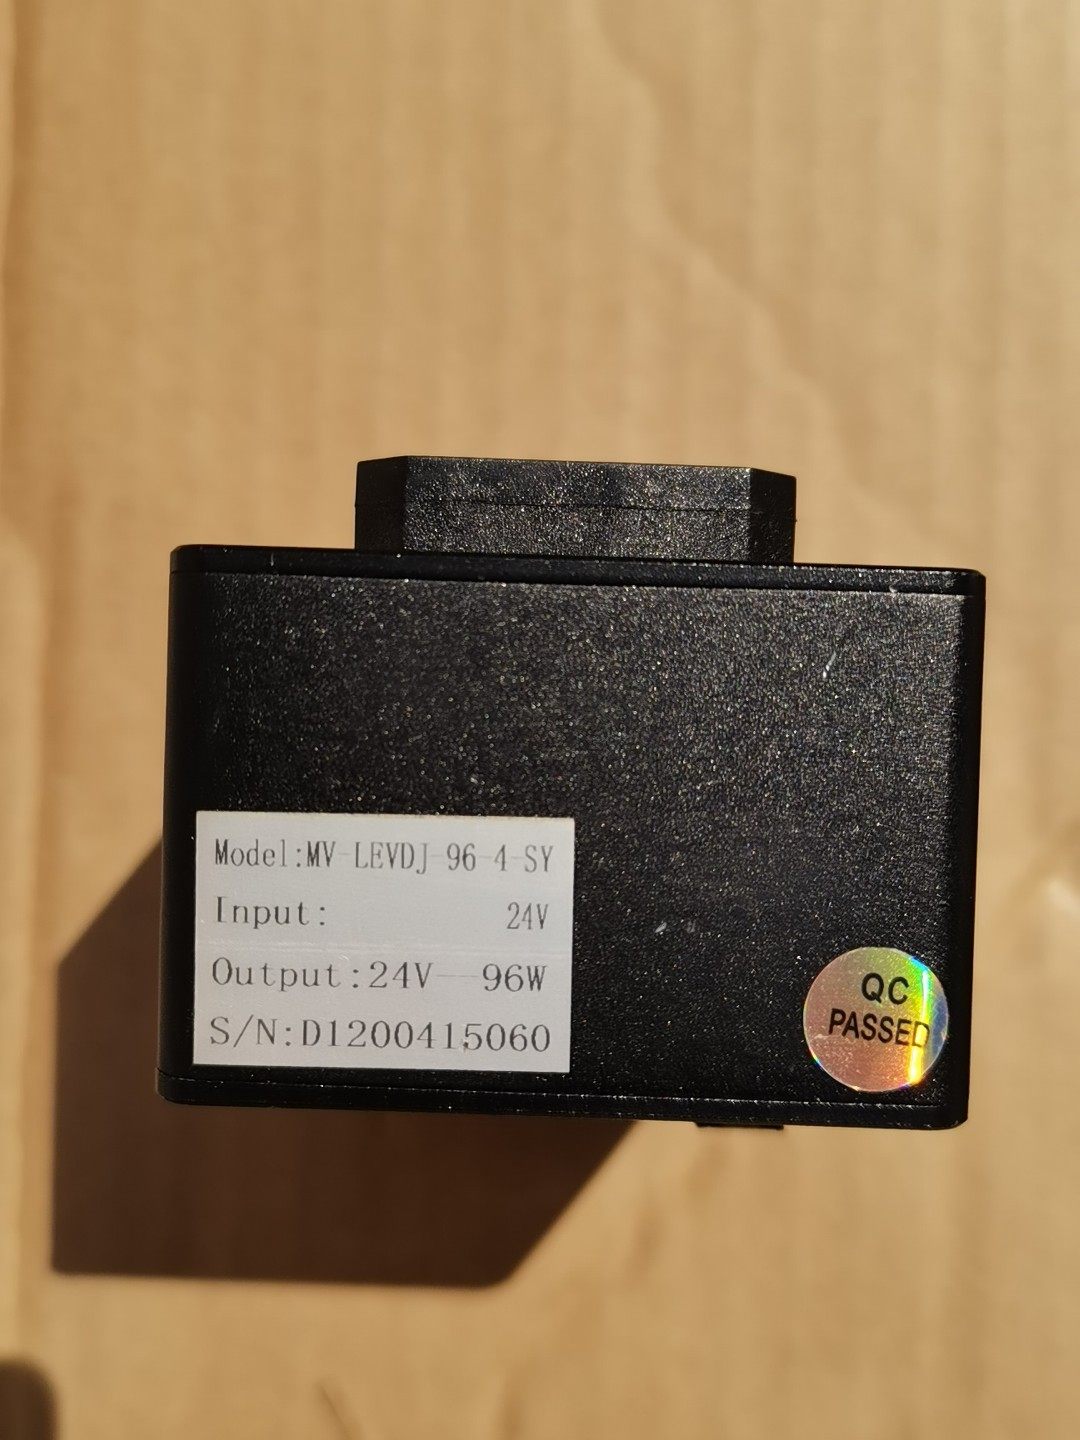 Model:MV-LEVDJ-96-4-SY
Input: 24V
Output:24V—96W
S/N:D1200415060
QC
PASSED